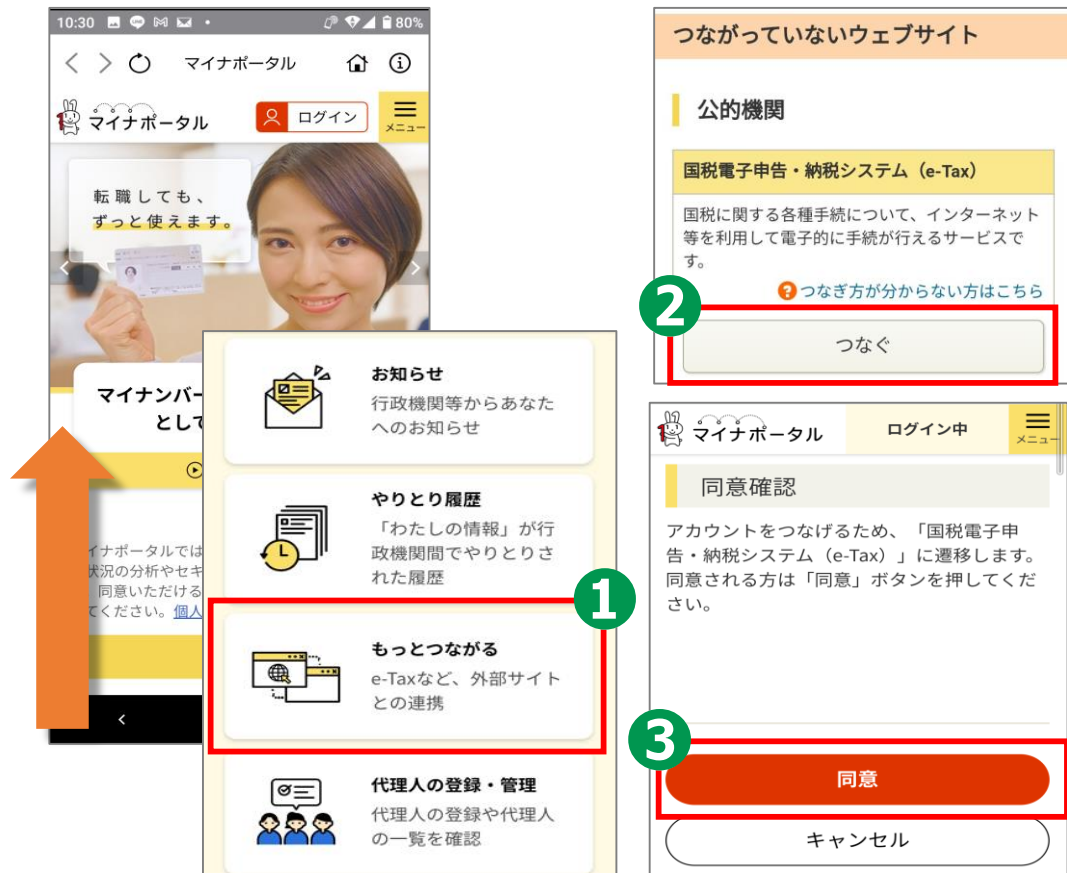 10:30
80%
マイナポータル
マイナポータル
ログイン
メニュー
転職しても、
ずっと使えます。
マイナンバー
として
イナポータルでは
状況の分析やセキ
同意いただける
てください。個人
お知らせ
行政機関等からあなた
へのお知らせ
やりとり履歴
「わたしの情報」が行
政機関間でやりとりさ
れた履歴
1
もっとつながる
e-Taxなど、外部サイト
との連携
代理人の登録・管理
代理人の登録や代理人
の一覧を確認
つながっていないウェブサイト
公的機関
国税電子申告・納税システム（e-Tax）
国税に関する各種手続について、インターネット
等を利用して電子的に手続が行えるサービスで
す。
?つなぎ方が分からない方はこちら
2
つなぐ
マイナポータル
ログイン中
メニュー
同意確認
アカウントをつなげるため、「国税電子申
告・納税システム（e-Tax）」に遷移します。
同意される方は「同意」ボタンを押してくだ
さい。
3
同意
キャンセル